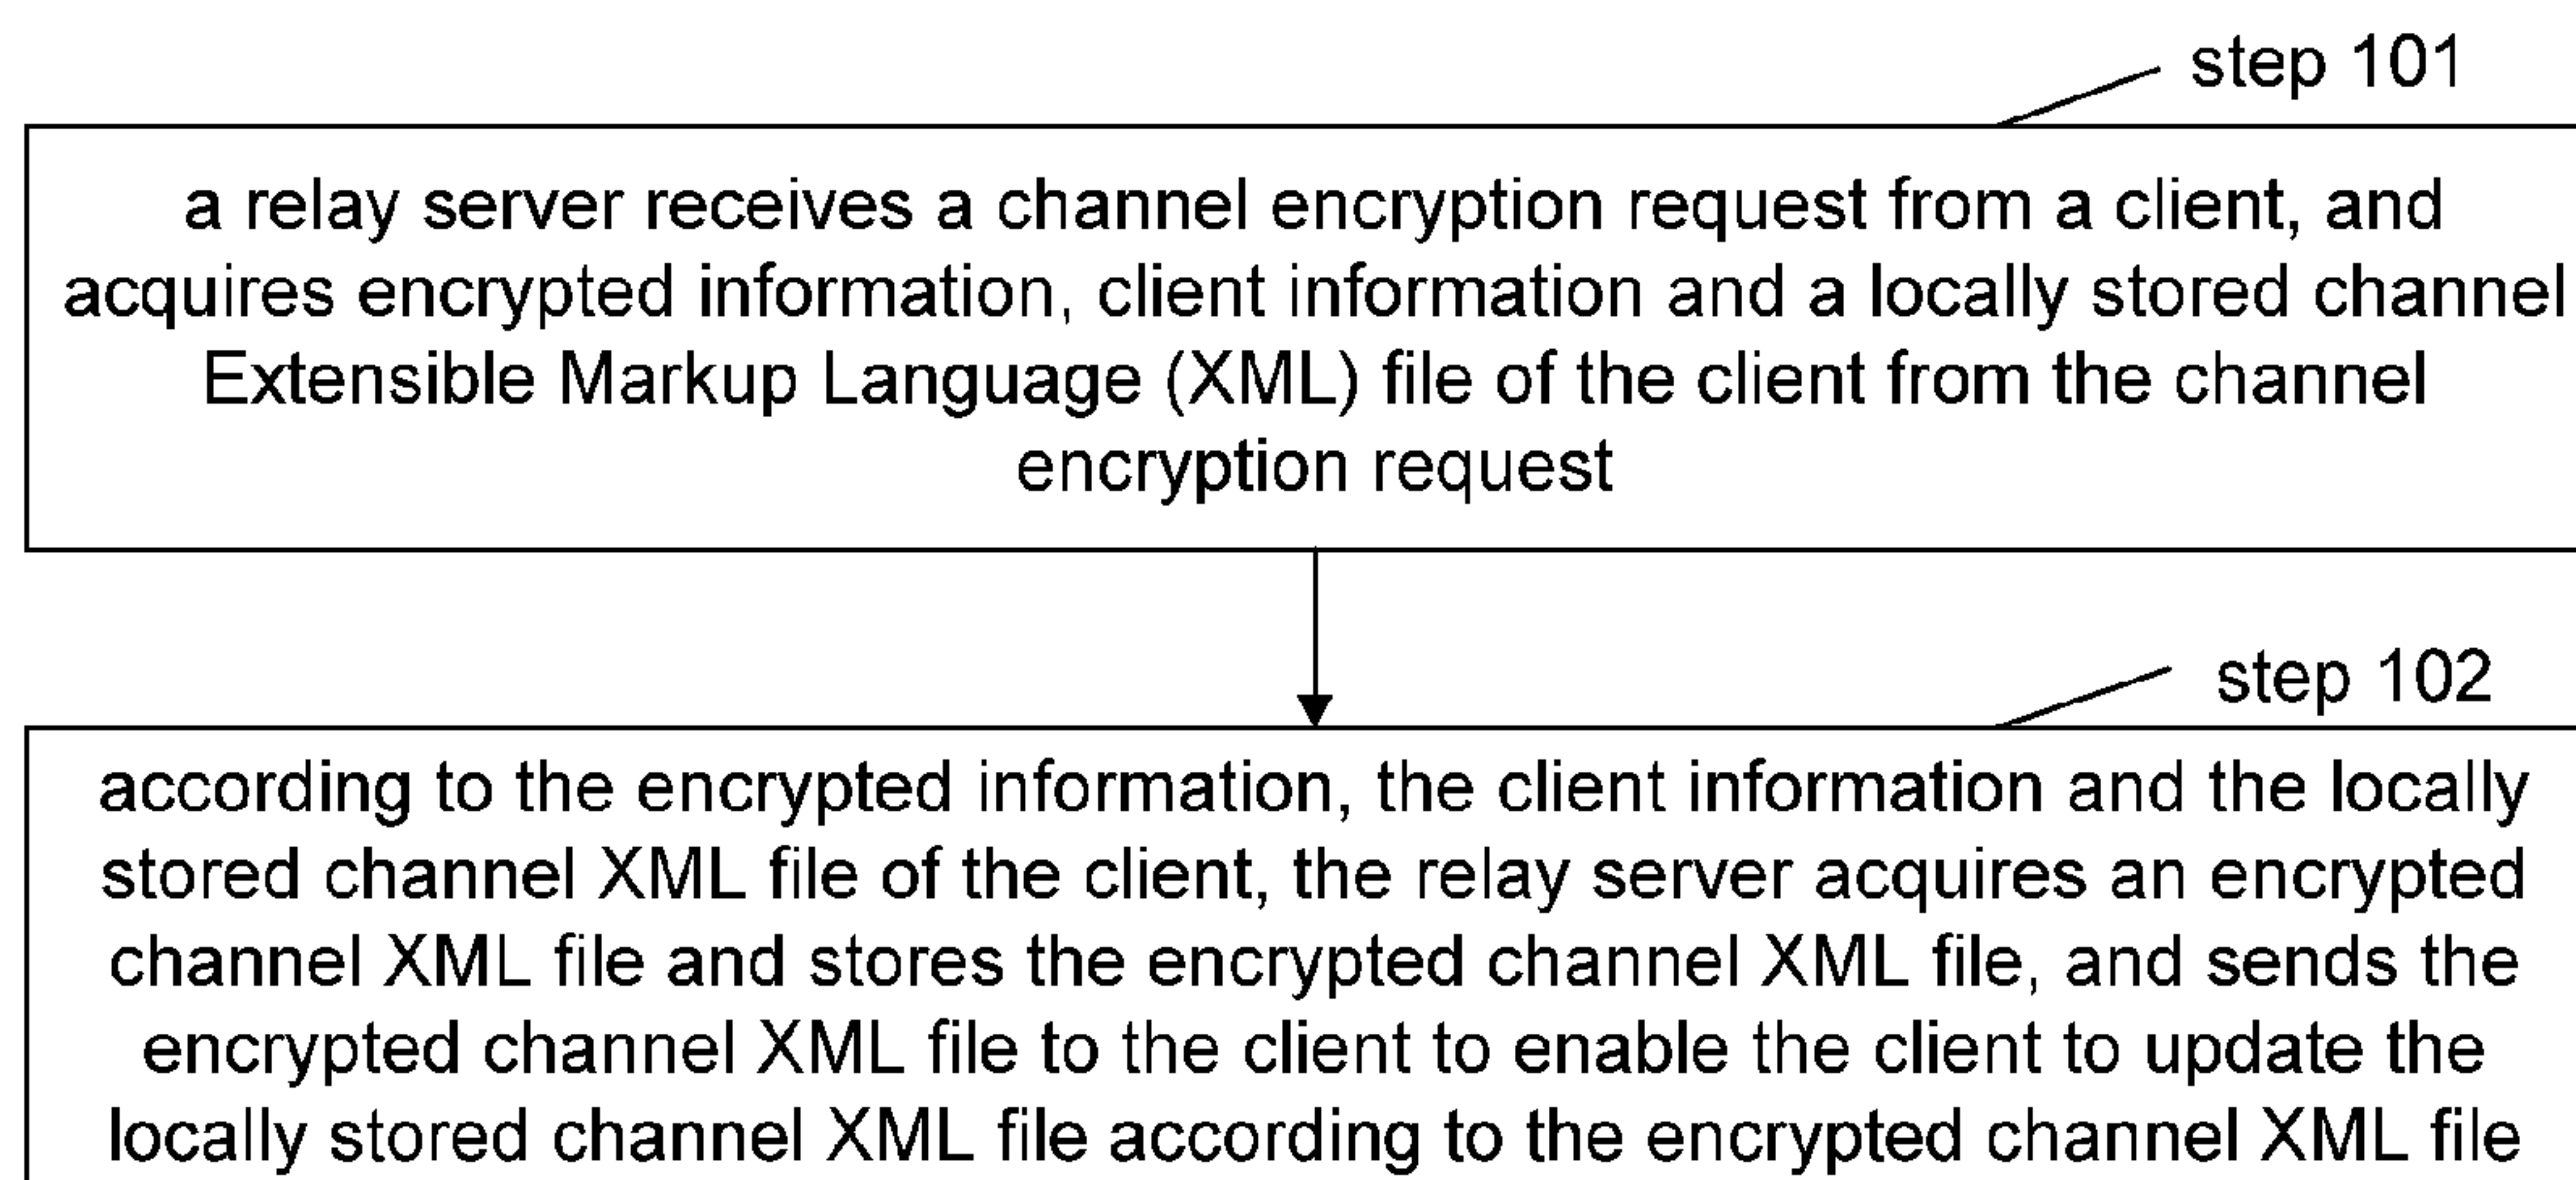 step 101
a relay server receives a channel encryption request from a client, and
acquires encrypted information, client information and a locally stored channel
Extensible Markup Language (XML) file of the client from the channel
encryption request
step 102
according to the encrypted information, the client information and the locally
stored channel XML file of the client, the relay server acquires an encrypted
channel XML file and stores the encrypted channel XML file, and sends the
encrypted channel XML file to the client to enable the client to update the
locally stored channel XML file according to the encrypted channel XML file